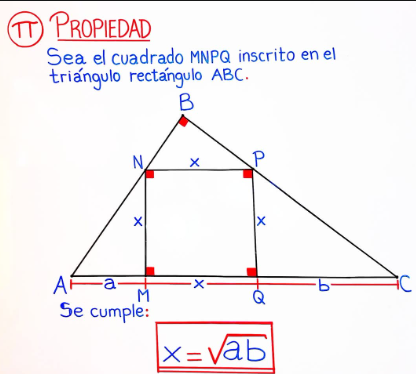 π PROPIEDAD
Sea el cuadrado MNPQ inscrito en el
triángulo rectángulo ABC.
B
N x P
x x
A a M x Q b C
Se cumple:
x = √ab